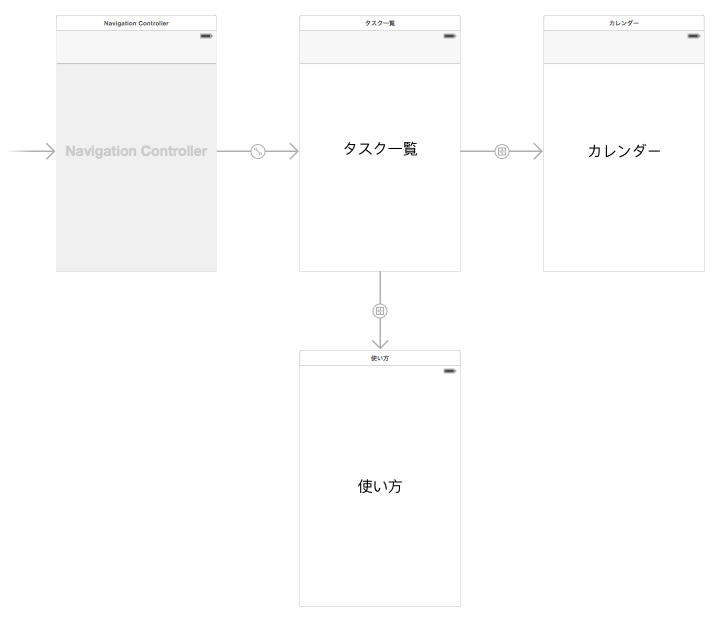 Navigation Controller
タスク一覧
カレンダー
Navigation Controller
タスク一覧
カレンダー
使い方
使い方